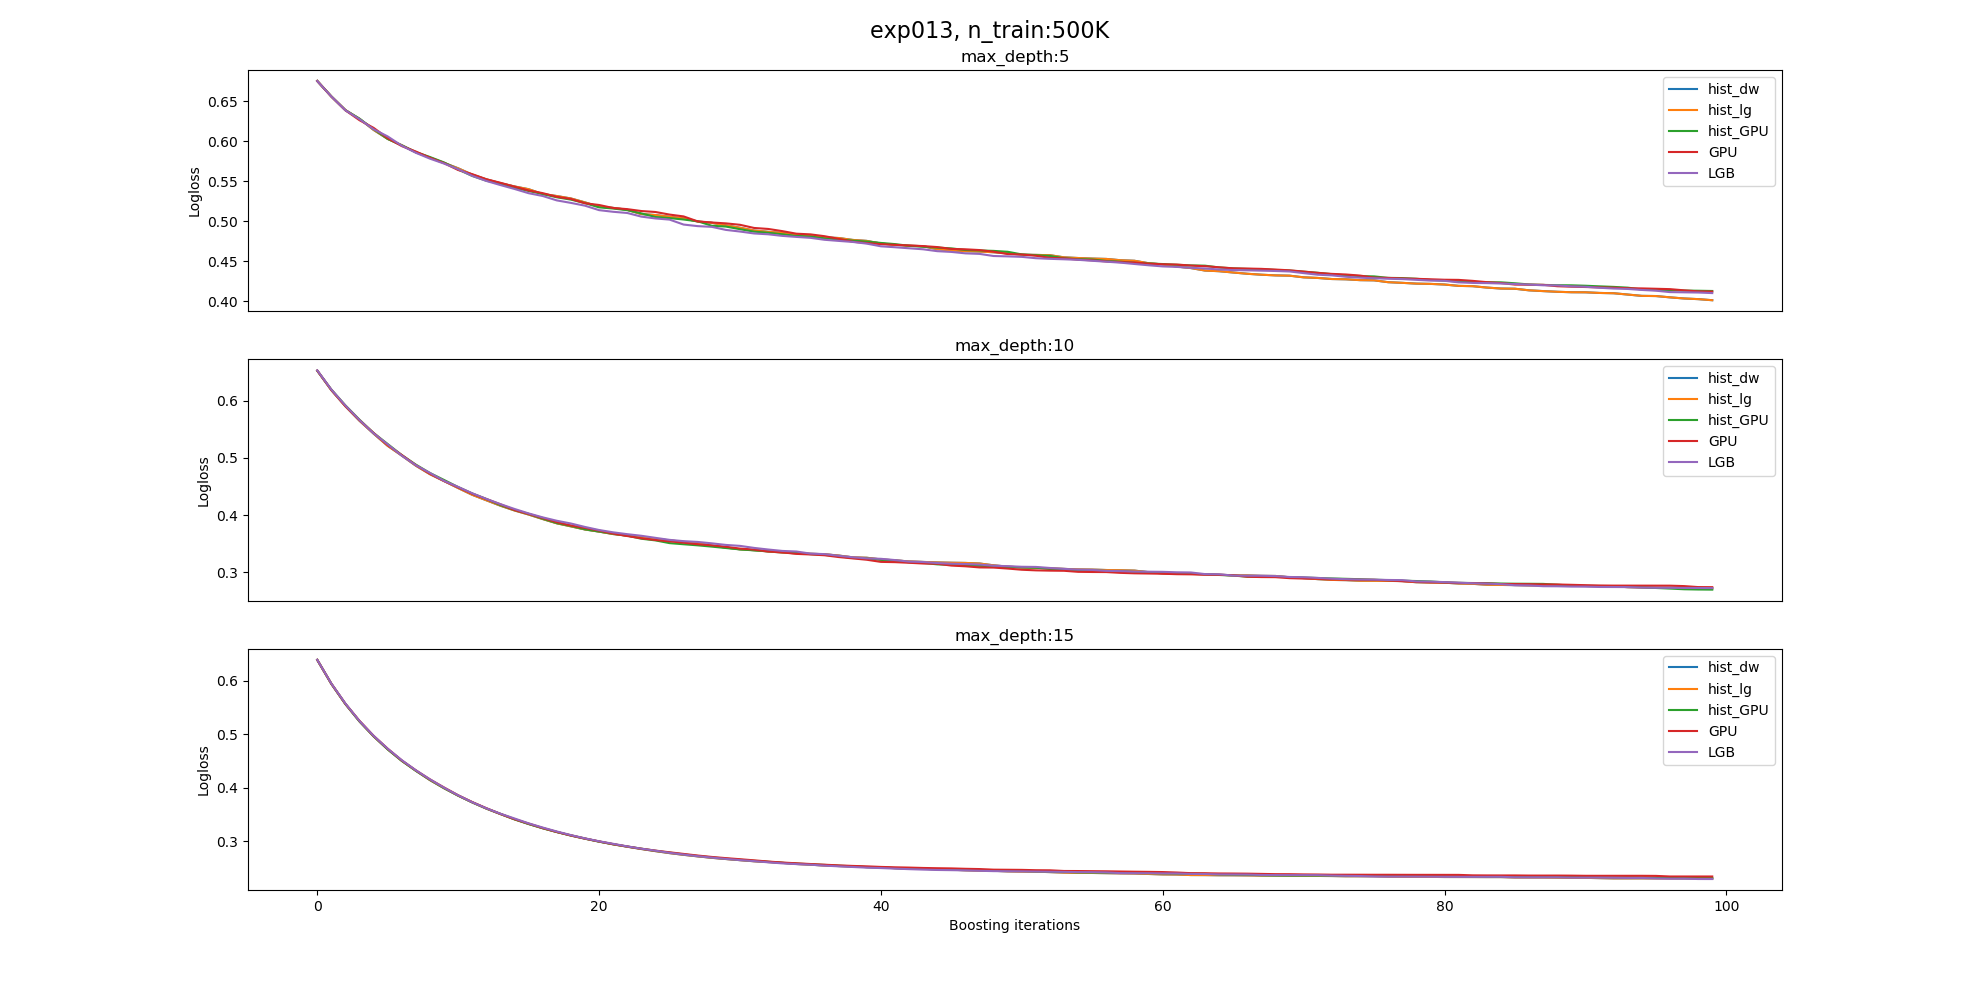 exp013, n_train:500K
max_depth:5
Logloss
0.65
0.60
0.55
0.50
0.45
0.40
hist_dw
hist_lg
hist_GPU
GPU
LGB
max_depth:10
Logloss
0.6
0.5
0.4
0.3
hist_dw
hist_lg
hist_GPU
GPU
LGB
max_depth:15
Logloss
0.6
0.5
0.4
0.3
hist_dw
hist_lg
hist_GPU
GPU
LGB
0 20 40 60 80 100
Boosting iterations